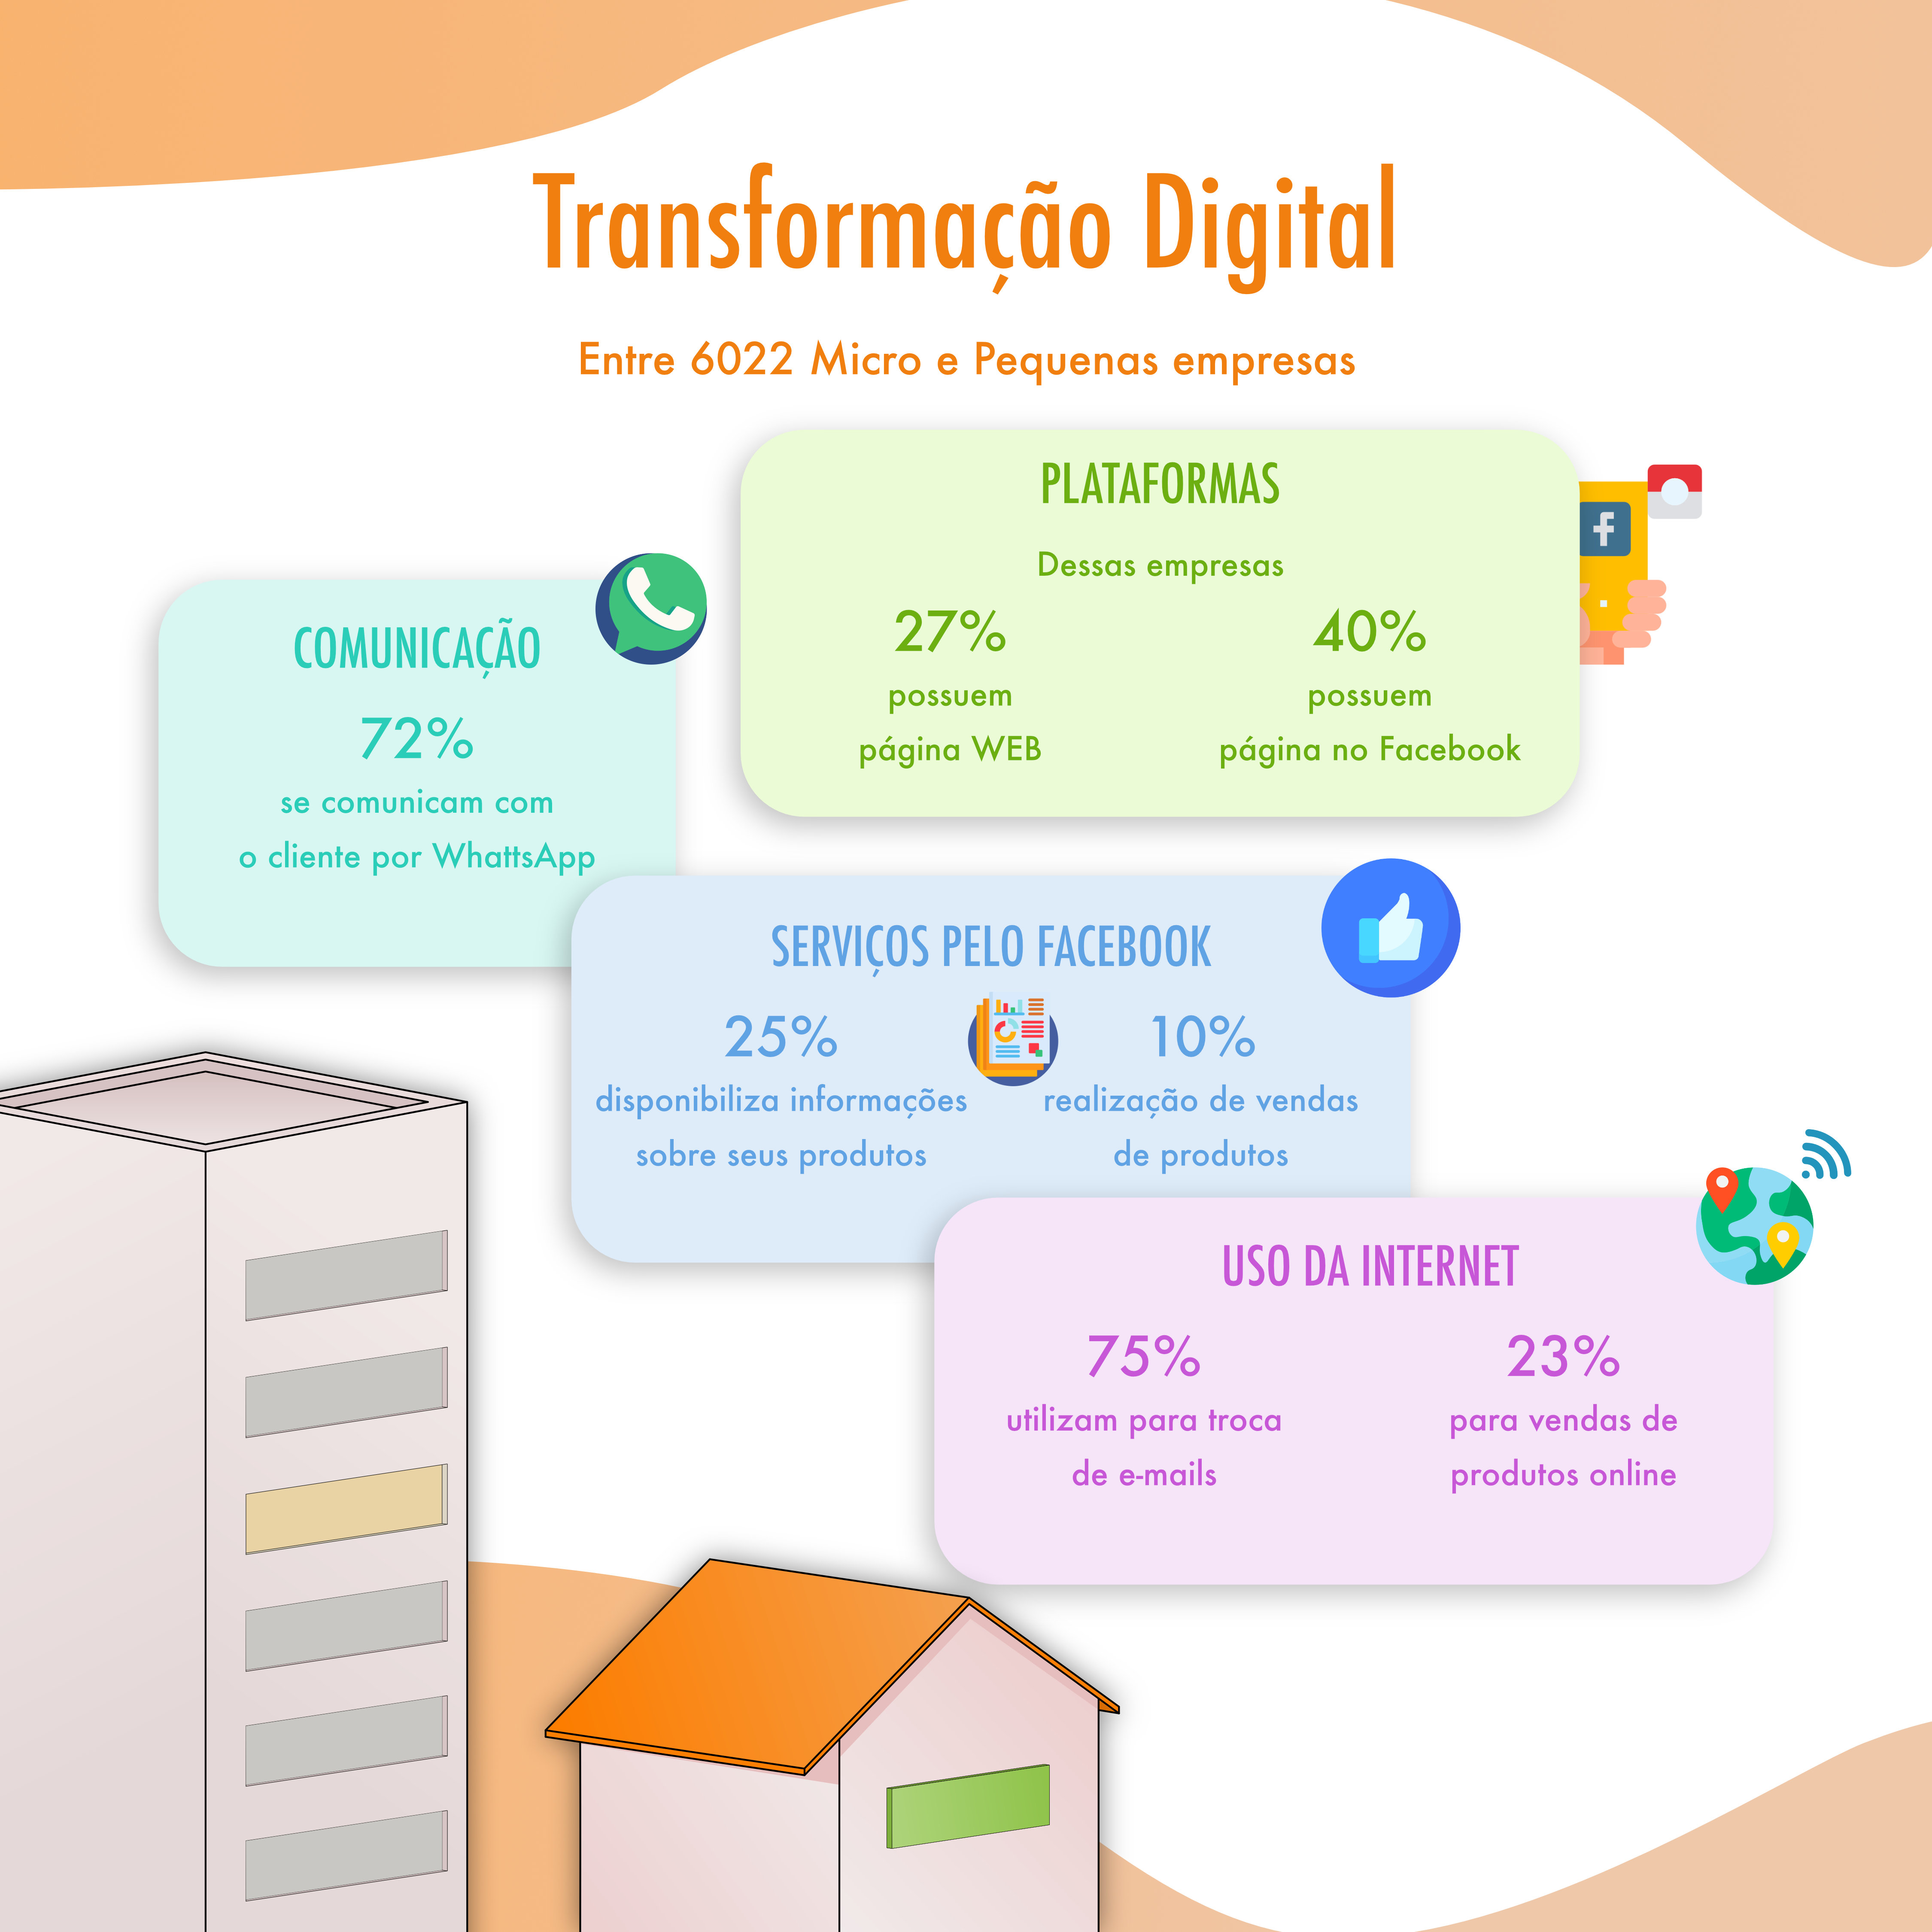 Transformação Digital
Entre 6022 Micro e Pequenas empresas
PLATAFORMAS
Dessas empresas
27%
possuem
página WEB
40%
possuem
página no Facebook
COMUNICAÇÃO
72%
se comunicam com
o cliente por WhattsApp
SERVIÇOS PELO FACEBOOK
25%
disponibiliza informações
sobre seus produtos
10%
realização de vendas
de produtos
USO DA INTERNET
75%
utilizam para troca
de e-mails
23%
para vendas de
produtos online